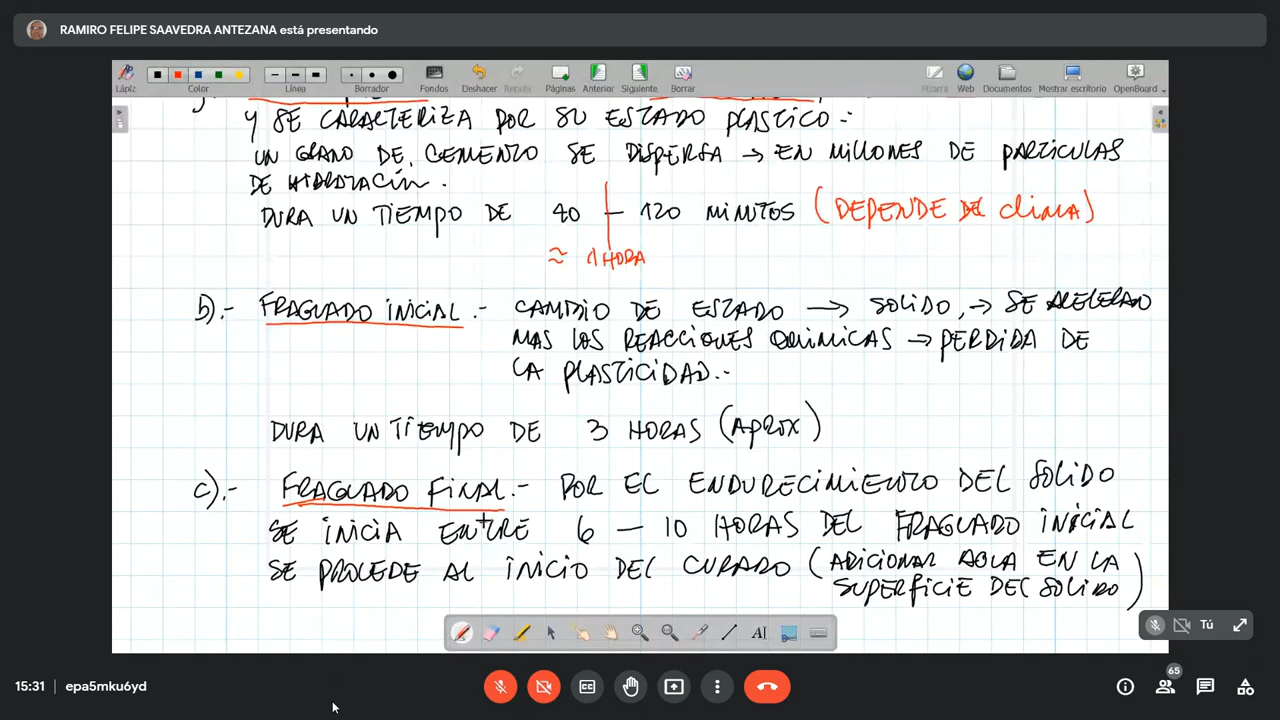 RAMIRO FELIPE SAAVEDRA ANTEZANA está presentando
Lápiz Color Línea Borrador Fondos Deshacer Repetir Páginas Anterior Siguiente Borrar Pizarra Web Documentos Mostrar escritorio OpenBoard
Y SE CARACTERIZA POR SU ESTADO PLASTICO.-
UN GRANO DE CEMENTO SE DISPERSA → EN MILLONES DE PARTICULAS
DE HIDRATACIÓN.
DURA UN TIEMPO DE 40 - 120 MINUTOS (DEPENDE DE CLIMA)
≈ 1 HORA
b).- FRAGUADO INICIAL.- CAMBIO DE ESTADO → SOLIDO, → SE ACELERAN
MAS LOS REACCIONES QUIMICAS → PERDIDA DE
LA PLASTICIDAD.-
DURA UN TIEMPO DE 3 HORAS (APROX)
c).- FRAGUADO FINAL.- POR EL ENDURECIMIENTO DEL SOLIDO
SE INICIA ENTRE 6 - 10 HORAS DEL FRAGUADO INICIAL
SE PROCEDE AL INICIO DEL CURADO (ADICIONAR AGUA EN LA
SUPERFICIE DEL SOLIDO)
Tú
15:31 epa5mku6yd
65